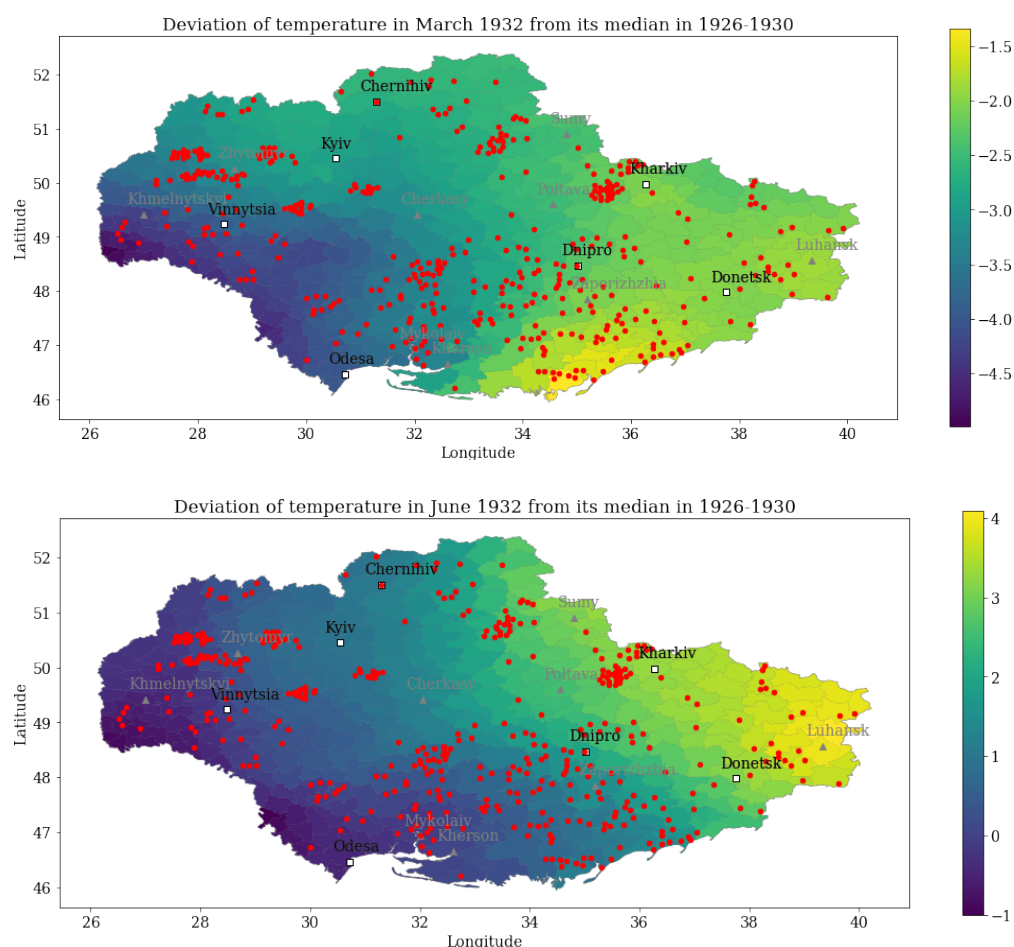 Deviation of temperature in March 1932 from its median in 1926-1930
Chernihiv
Sumy
Kyiv
Zhytomyr
Kharkiv
Khmelnytskyi
Vinnytsia
Cherkasy
Poltava
Dnipro
Luhansk
Donetsk
Zaporizhzhia
Mykolaiv
Kherson
Odesa
52
51
50
49
48
47
46
Latitude
26 28 30 32 34 36 38 40
Longitude
−1.5
−2.0
−2.5
−3.0
−3.5
−4.0
−4.5
Deviation of temperature in June 1932 from its median in 1926-1930
Chernihiv
Sumy
Kyiv
Zhytomyr
Kharkiv
Khmelnytskyi
Vinnytsia
Cherkasy
Poltava
Dnipro
Luhansk
Donetsk
Zaporizhzhia
Mykolaiv
Kherson
Odesa
52
51
50
49
48
47
46
Latitude
26 28 30 32 34 36 38 40
Longitude
4
3
2
1
0
−1